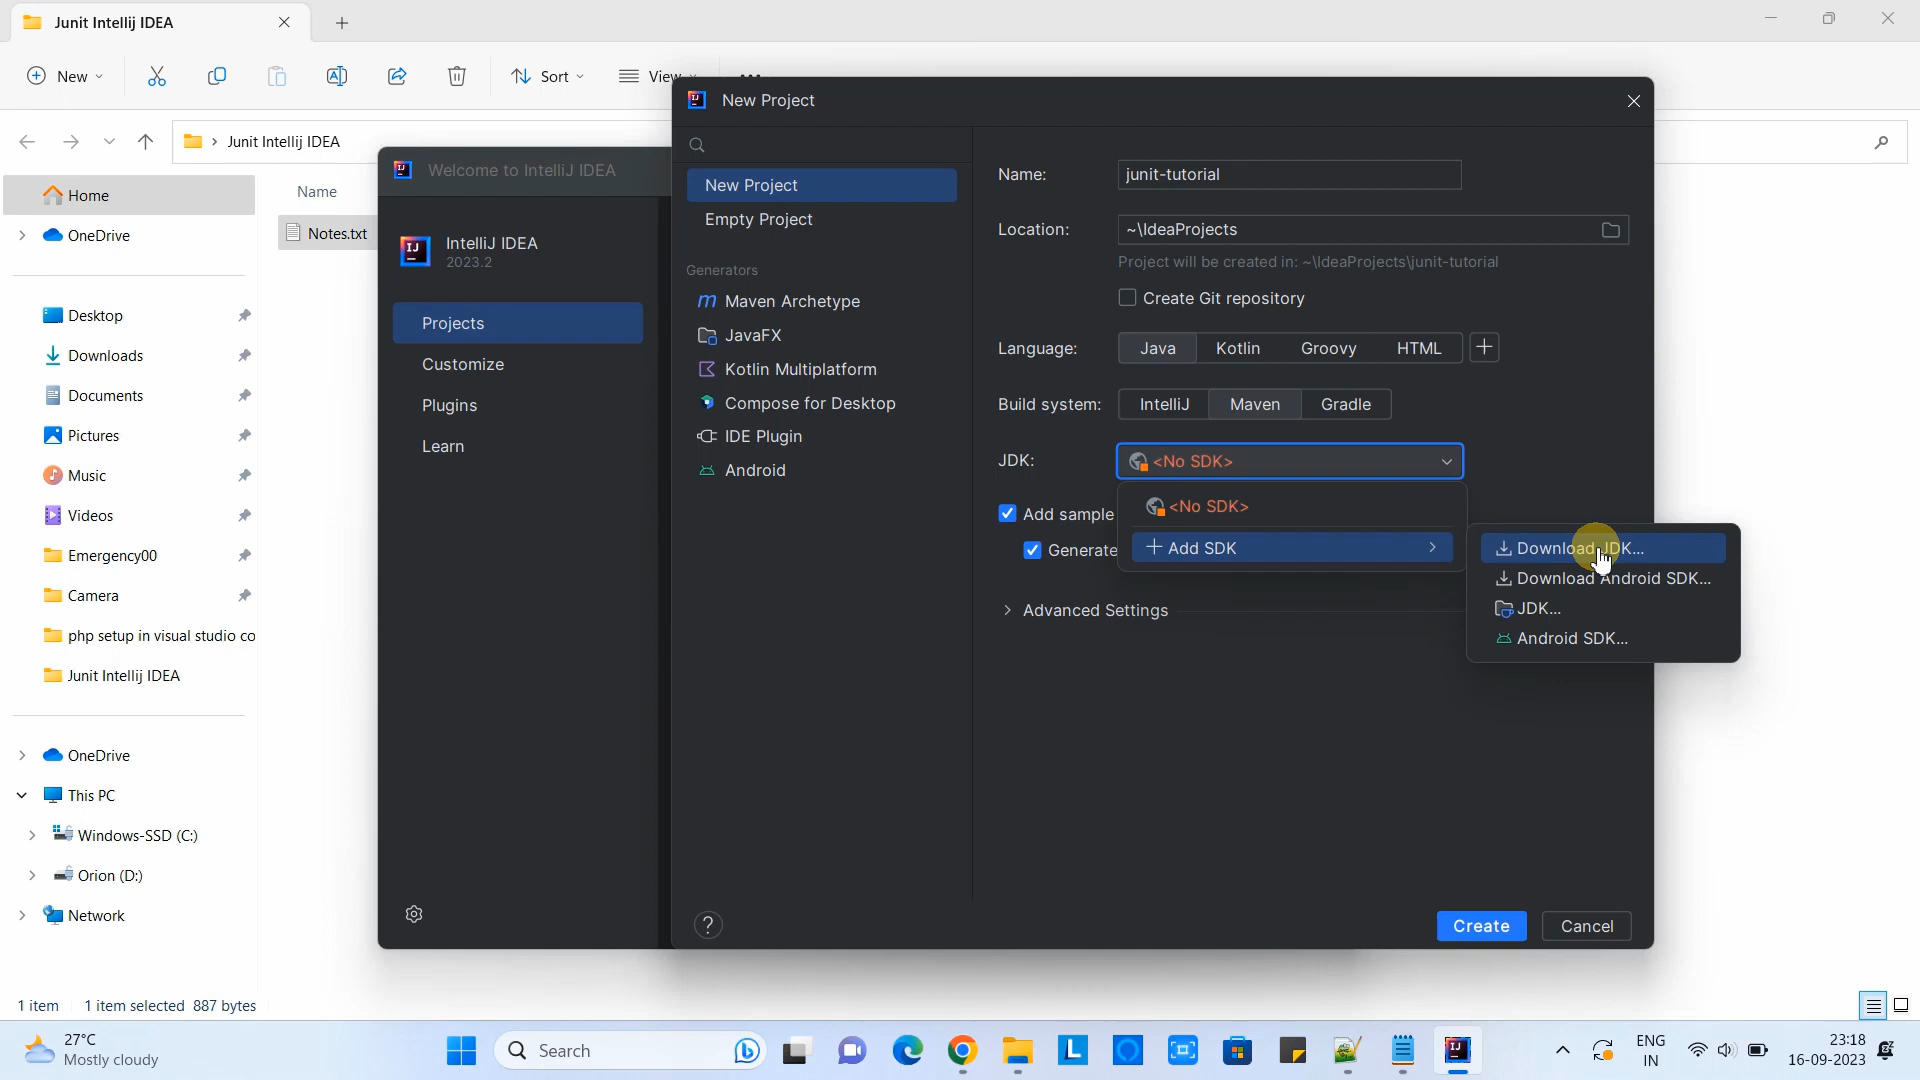 Junit Intellij IDEA
New
Sort
View
Junit Intellij IDEA
Home
OneDrive
Desktop
Downloads
Documents
Pictures
Music
Videos
Emergency00
Camera
php setup in visual studio co
Junit Intellij IDEA
OneDrive
This PC
Windows-SSD (C:)
Orion (D:)
Network
Name
Notes.txt
1 item 1 item selected 887 bytes
Welcome to IntelliJ IDEA
IntelliJ IDEA
2023.2
Projects
Customize
Plugins
Learn
New Project
New Project
Empty Project
Generators
Maven Archetype
JavaFX
Kotlin Multiplatform
Compose for Desktop
IDE Plugin
Android
Name: junit-tutorial
Location: ~\IdeaProjects
Project will be created in: ~\IdeaProjects\junit-tutorial
Create Git repository
Language: Java Kotlin Groovy HTML
Build system: IntelliJ Maven Gradle
JDK: <No SDK>
<No SDK>
Add SDK
Add sample
Generate
Advanced Settings
Download JDK...
Download Android SDK...
JDK...
Android SDK...
? Create Cancel
27°C
Mostly cloudy
Search
ENG
IN
23:18
16-09-2023